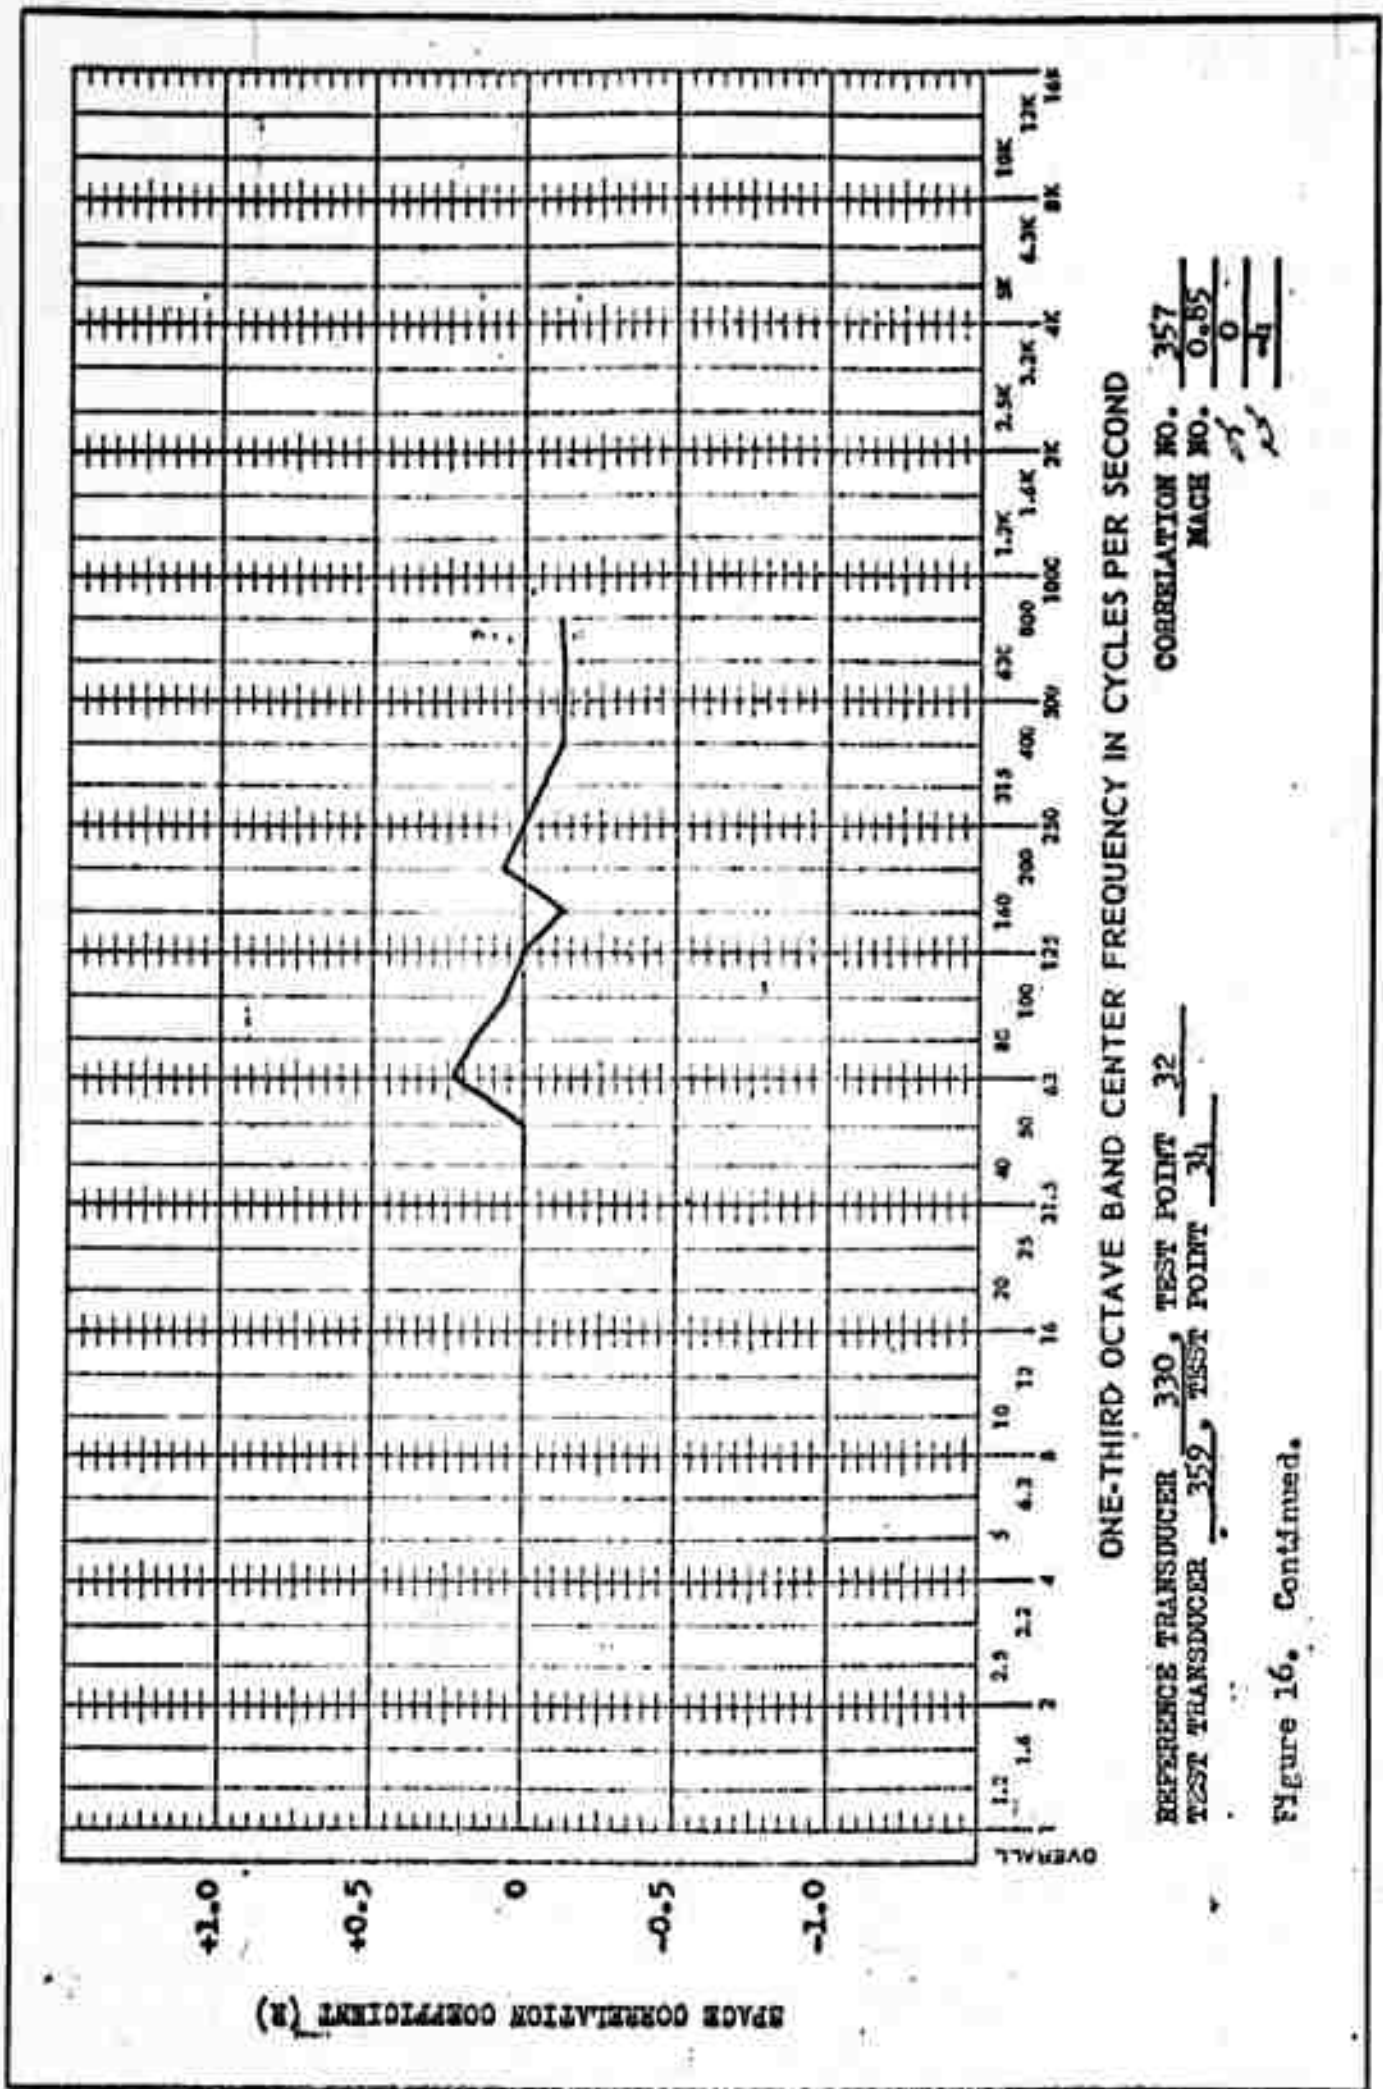 SPACE CORRELATION COEFFICIENT (R)
+1.0
+0.5
0
-0.5
-1.0
OVERALL
1 1.2 1.6 2 2.5 3.2 4 5 6.3 8 10 12 16 20 25 31.5 40 50 63 80 100 125 160 200 250 315 400 500 630 800 1000 1.2K 1.6K 2K 2.5K 3.2K 4K 5K 6.3K 8K 10K 12K 16K
ONE-THIRD OCTAVE BAND CENTER FREQUENCY IN CYCLES PER SECOND
REFERENCE TRANSDUCER 330, TEST POINT 32
TEST TRANSDUCER 359, TEST POINT 34
CORRELATION NO. 357
MACH NO. 0.85
0
-4
Figure 16. Continued.